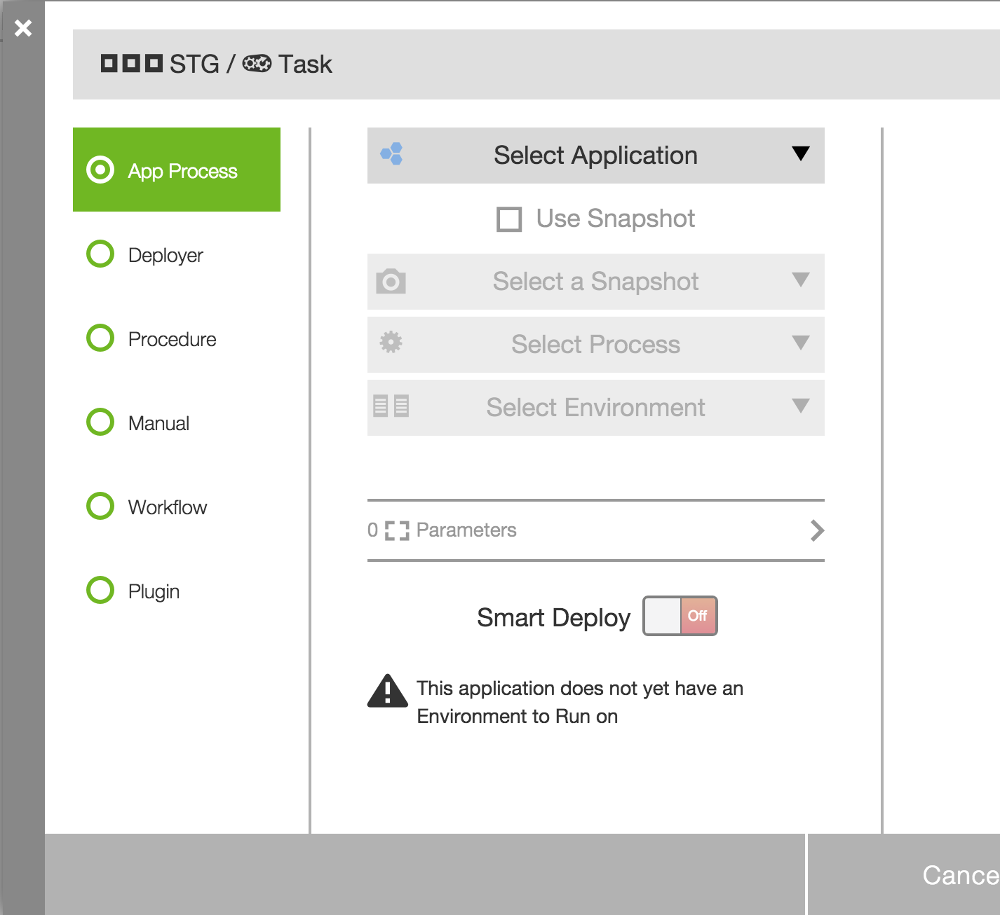 STG / Task
App Process
Deployer
Procedure
Manual
Workflow
Plugin
Select Application
Use Snapshot
Select a Snapshot
Select Process
Select Environment
0 Parameters
Smart Deploy Off
This application does not yet have an
Environment to Run on
Cance